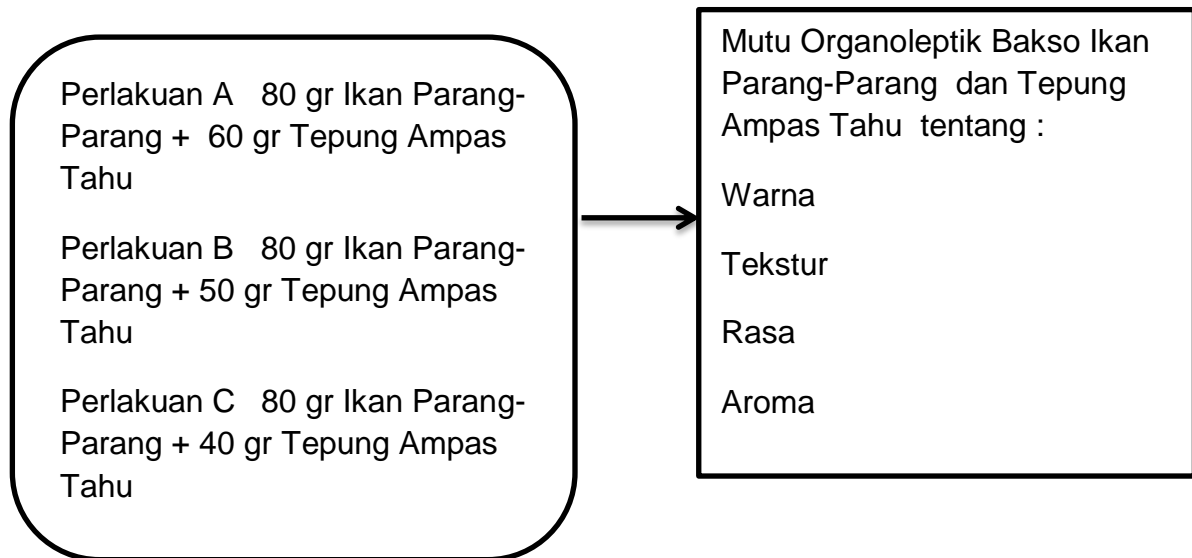 Perlakuan A 80 gr Ikan Parang-
Parang + 60 gr Tepung Ampas
Tahu
Perlakuan B 80 gr Ikan Parang-
Parang + 50 gr Tepung Ampas
Tahu
Perlakuan C 80 gr Ikan Parang-
Parang + 40 gr Tepung Ampas
Tahu
Mutu Organoleptik Bakso Ikan
Parang-Parang dan Tepung
Ampas Tahu tentang :
Warna
Tekstur
Rasa
Aroma